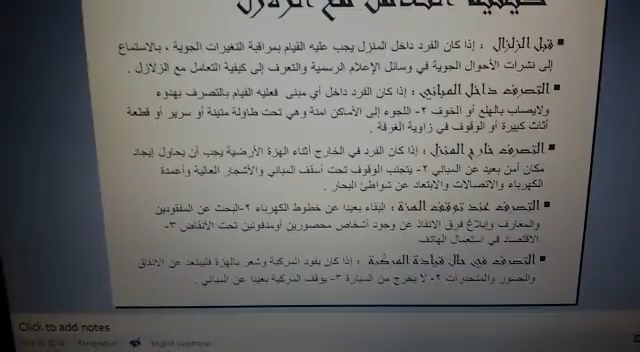 كيفية التعامل مع الزلازل
▪ قبل الزلزال : إذا كان الفرد داخل المنزل يجب عليه القيام بمراقبة التغيرات الجوية ، بالاستماع
إلى نشرات الأحوال الجوية في وسائل الإعلام الرسمية والتعرف إلى كيفية التعامل مع الزلازل .
▪ التصرف داخل المباني : إذا كان الفرد داخل أي مبنى فعليه القيام بالتصرف بهدوء
ولايصاب بالهلع أو الخوف ٢- اللجوء إلى الأماكن امنة وهي تحت طاولة متينة أو سرير أو قطعة
أثاث كبيرة أو الوقوف في زاوية الغرفة .
▪ التصرف خارج المنزل : إذا كان الفرد في الخارج أثناء الهزة الأرضية يجب أن يحاول إيجاد
مكان أمن بعيد عن المباني ٢- يتجنب الوقوف تحت أسقف المباني والأشجار العالية وأعمدة
الكهرباء والاتصالات والابتعاد عن شواطئ البحار .
▪ التصرف عند توقف الهزة : البقاء بعيدا عن خطوط الكهرباء ٢-البحث عن المفقودين
والمعارف وإبلاغ فرق الانقاذ عن وجود أشخاص محصورين أومدفونين تحت الأنقاض ٣-
الاقتصاد في استعمال الهاتف
▪ التصرف في حال قيادة المركبة : إذا كان يقود المركبة وشعر بالهزة فليبتعد عن الانفاق
والجسور والمنحدرات ٢- لا يخرج من السيارة ٣- يوقف المركبة بعيدا عن المباني .
Click to add notes
English (Australia)